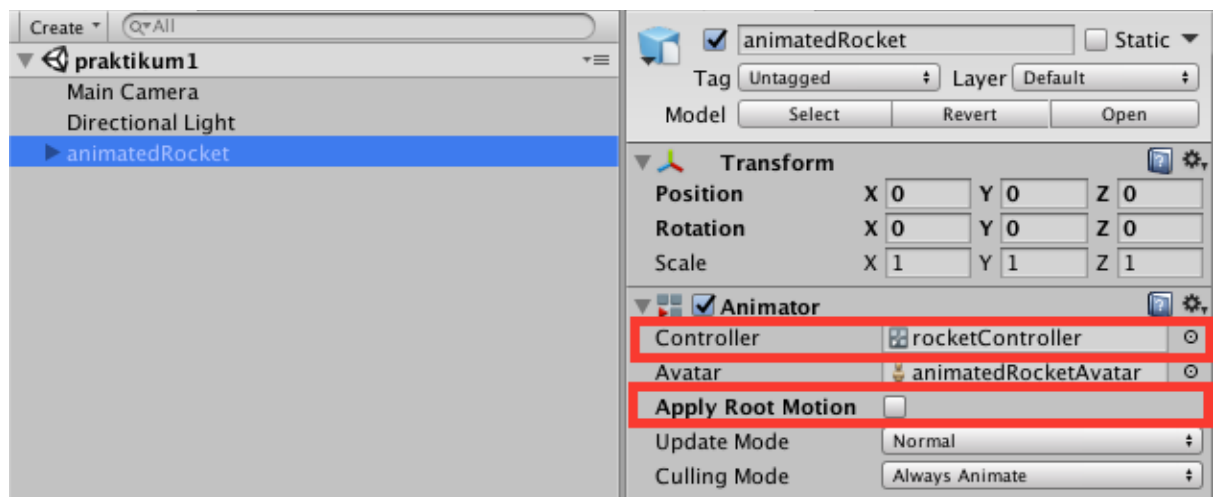 Create
All
praktikum1
Main Camera
Directional Light
animatedRocket
animatedRocket
Static
Tag Untagged Layer Default
Model Select Revert Open
Transform
Position X 0 Y 0 Z 0
Rotation X 0 Y 0 Z 0
Scale X 1 Y 1 Z 1
Animator
Controller rocketController
Avatar animatedRocketAvatar
Apply Root Motion
Update Mode Normal
Culling Mode Always Animate